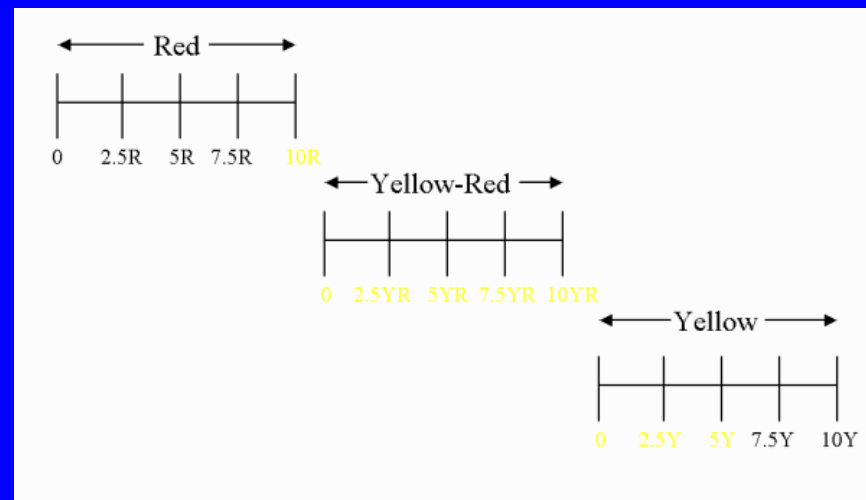 Red
0 2.5R 5R 7.5R 10R
Yellow-Red
0 2.5YR 5YR 7.5YR 10YR
Yellow
0 2.5Y 5Y 7.5Y 10Y